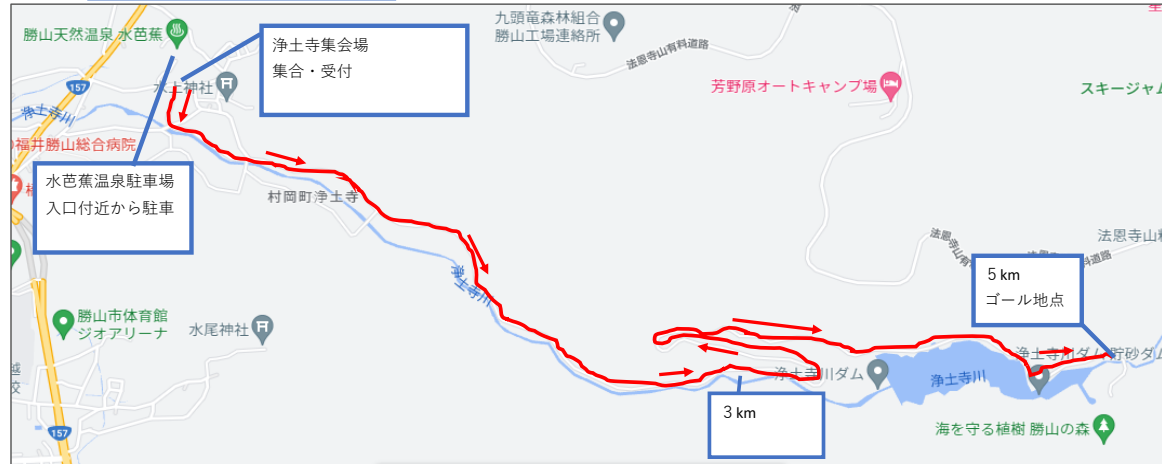 九頭竜森林組合
勝山工場連絡所
勝山天然温泉 水芭蕉
浄土寺集会場
集合・受付
法恩寺山有料道路
芳野原オートキャンプ場
スキージャム
157
水上神社
浄土寺川
福井勝山総合病院
水芭蕉温泉駐車場
入口付近から駐車
村岡町浄土寺
法恩寺山有料道路
法恩寺山有
浄土寺川
5 km
ゴール地点
勝山市体育館
ジオアリーナ
水尾神社
浄土寺川ダム 貯砂ダム
浄土寺川ダム
浄土寺川
越
校
3 km
157
海を守る植樹 勝山の森